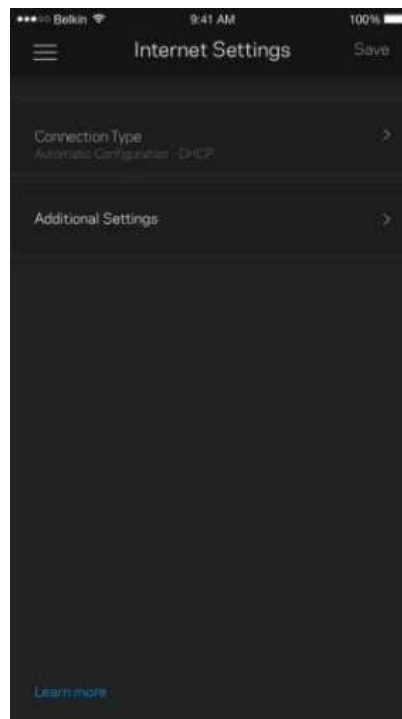 Belkin 9:41 AM 100%
Internet Settings Save
Connection Type
Automatic Configuration - DHCP
Additional Settings
Learn more